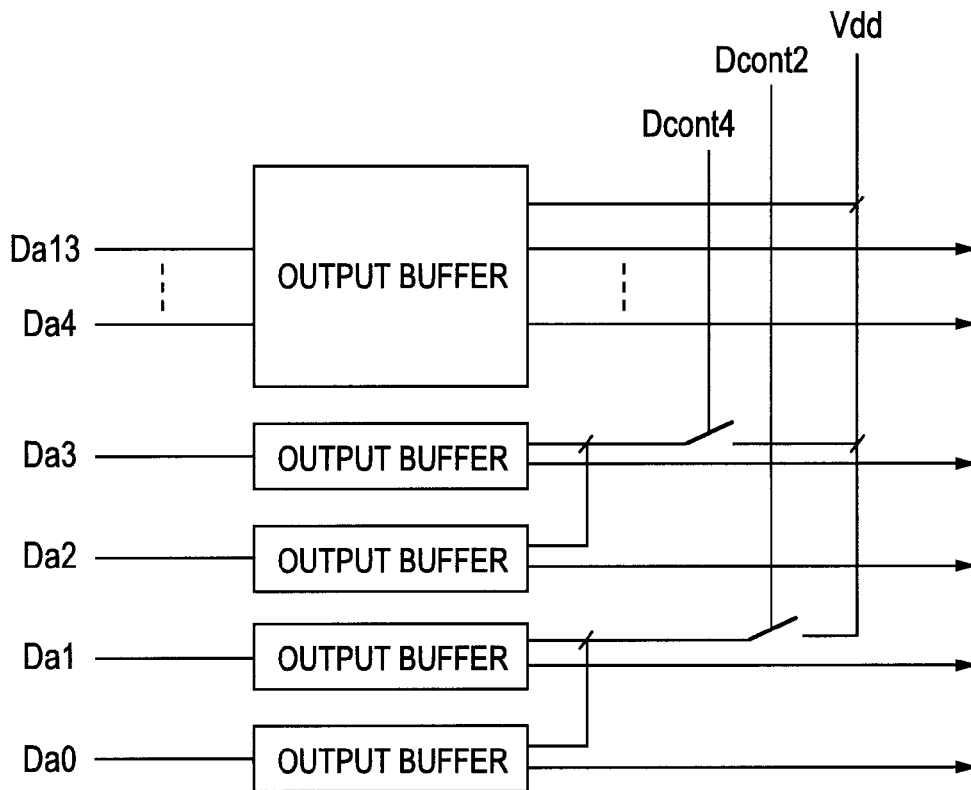 Vdd
Dcont2
Dcont4
Da13
OUTPUT BUFFER
Da4
Da3
OUTPUT BUFFER
Da2
OUTPUT BUFFER
Da1
OUTPUT BUFFER
Da0
OUTPUT BUFFER